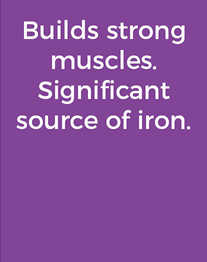 Builds strong
muscles.
Significant
source of iron.